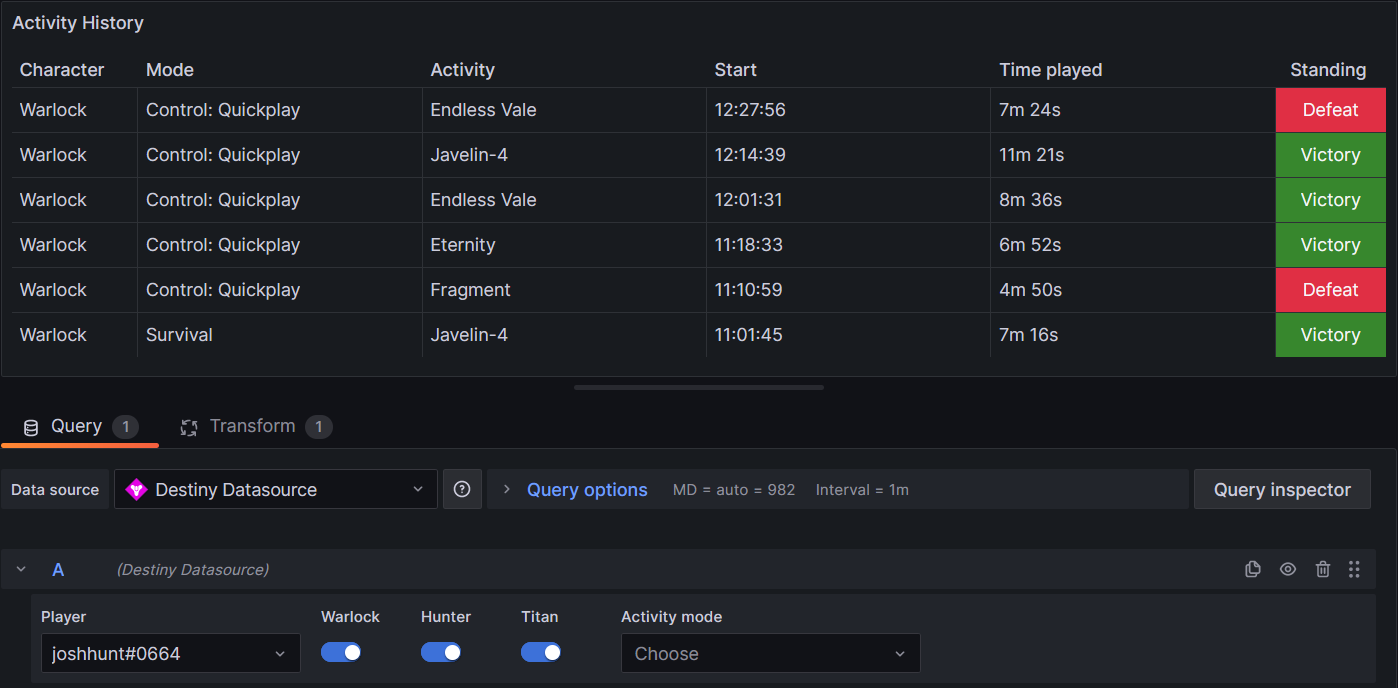 Activity History
Character Mode Activity Start Time played Standing
Warlock Control: Quickplay Endless Vale 12:27:56 7m 24s Defeat
Warlock Control: Quickplay Javelin-4 12:14:39 11m 21s Victory
Warlock Control: Quickplay Endless Vale 12:01:31 8m 36s Victory
Warlock Control: Quickplay Eternity 11:18:33 6m 52s Victory
Warlock Control: Quickplay Fragment 11:10:59 4m 50s Defeat
Warlock Survival Javelin-4 11:01:45 7m 16s Victory
Query 1 Transform 1
Data source Destiny Datasource Query options MD = auto = 982 Interval = 1m Query inspector
A (Destiny Datasource)
Player Warlock Hunter Titan Activity mode
joshhunt#0664 Choose